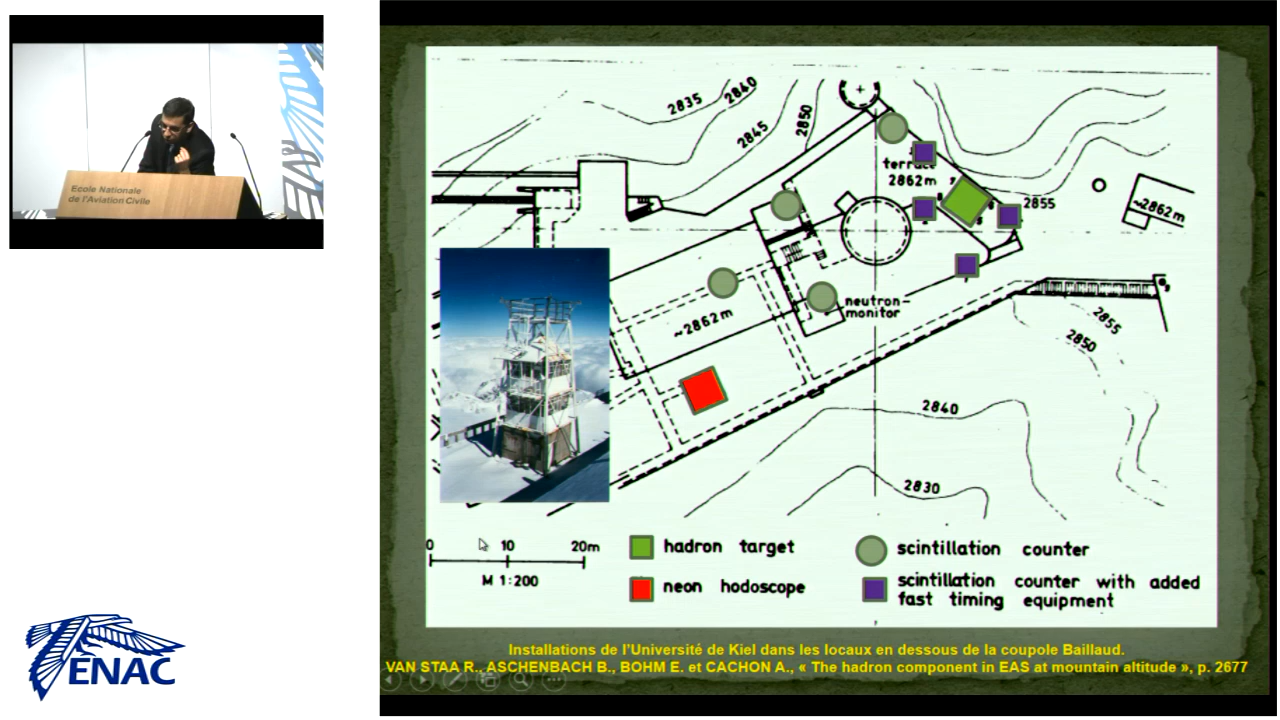 Ecole Nationale
de l'Aviation Civile
ENAC
2835
2840
2845
2850
terrace
2862m
2855
~2862m
neutron-
monitor
~2862m
2855
2850
2840
2830
0 10 20m
M 1:200
hadron target
neon hodoscope
scintillation counter
scintillation counter with added
fast timing equipment
Installations de l'Université de Kiel dans les locaux en dessous de la coupole Baillaud.
VAN STAA R., ASCHENBACH B., BOHM E. et CACHON A., « The hadron component in EAS at mountain altitude », p. 2677